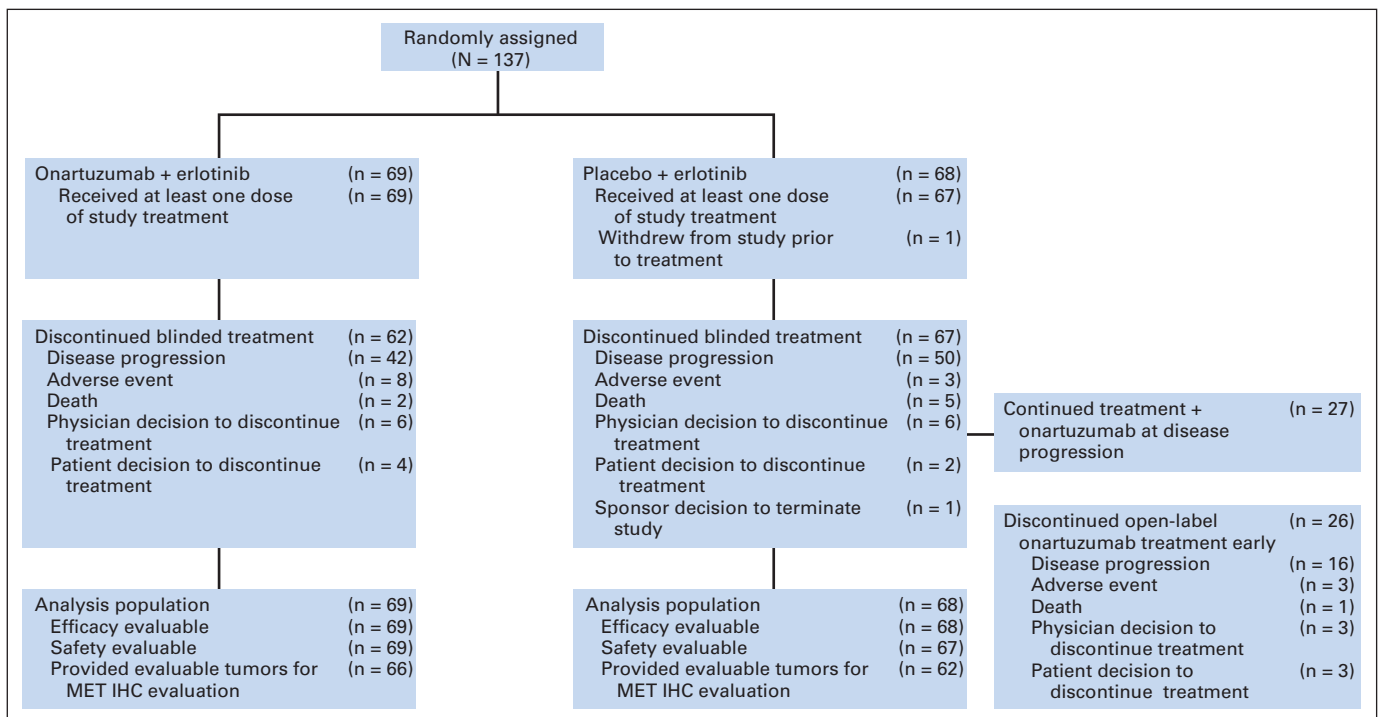 Randomly assigned
(N = 137)
Onartuzumab + erlotinib (n = 69)
Received at least one dose (n = 69)
of study treatment
Placebo + erlotinib (n = 68)
Received at least one dose (n = 67)
of study treatment
Withdrew from study prior (n = 1)
to treatment
Discontinued blinded treatment (n = 62)
Disease progression (n = 42)
Adverse event (n = 8)
Death (n = 2)
Physician decision to discontinue (n = 6)
treatment
Patient decision to discontinue (n = 4)
treatment
Discontinued blinded treatment (n = 67)
Disease progression (n = 50)
Adverse event (n = 3)
Death (n = 5)
Physician decision to discontinue (n = 6)
treatment
Patient decision to discontinue (n = 2)
treatment
Sponsor decision to terminate (n = 1)
study
Continued treatment + (n = 27)
onartuzumab at disease
progression
Discontinued open-label (n = 26)
onartuzumab treatment early
Disease progression (n = 16)
Adverse event (n = 3)
Death (n = 1)
Physician decision to (n = 3)
discontinue treatment
Patient decision to (n = 3)
discontinue treatment
Analysis population (n = 69)
Efficacy evaluable (n = 69)
Safety evaluable (n = 69)
Provided evaluable tumors for (n = 66)
MET IHC evaluation
Analysis population (n = 68)
Efficacy evaluable (n = 68)
Safety evaluable (n = 67)
Provided evaluable tumors for (n = 62)
MET IHC evaluation